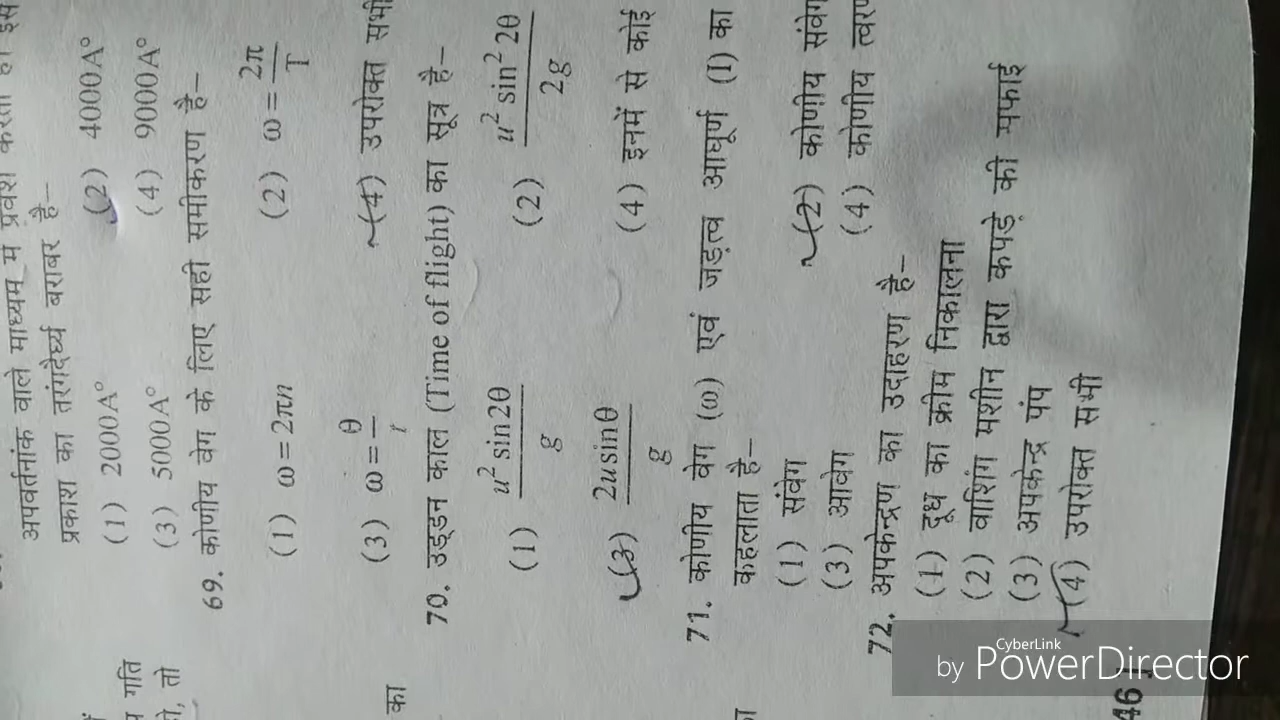 अपवर्तनांक वाले माध्यम में प्रवेश करता है। इस
प्रकाश का तरंगदैर्ध्य बराबर है–
(1) 2000A° (2) 4000A°
(3) 5000A° (4) 9000A°
69. कोणीय वेग के लिए सही समीकरण है–
(1) ω = 2πn (2) ω = 2π/T
(3) ω = θ/t (4) उपरोक्त सभी
70. उड्डन काल (Time of flight) का सूत्र है–
(1) u² sin2θ/g (2) u² sin² 2θ/2g
(3) 2u sinθ/g (4) इनमें से कोई
71. कोणीय वेग (ω) एवं जड़त्व आघूर्ण (I) का
कहलाता है–
(1) संवेग (2) कोणीय संवेग
(3) आवेग (4) कोणीय त्वरण
72. अपकेन्द्रण का उदाहरण है–
(1) दूध का क्रीम निकालना
(2) वाशिंग मशीन द्वारा कपड़े की सफाई
(3) अपकेन्द्र पंप
(4) उपरोक्त सभी
गति
तो
का
46 ]
CyberLink
by PowerDirector